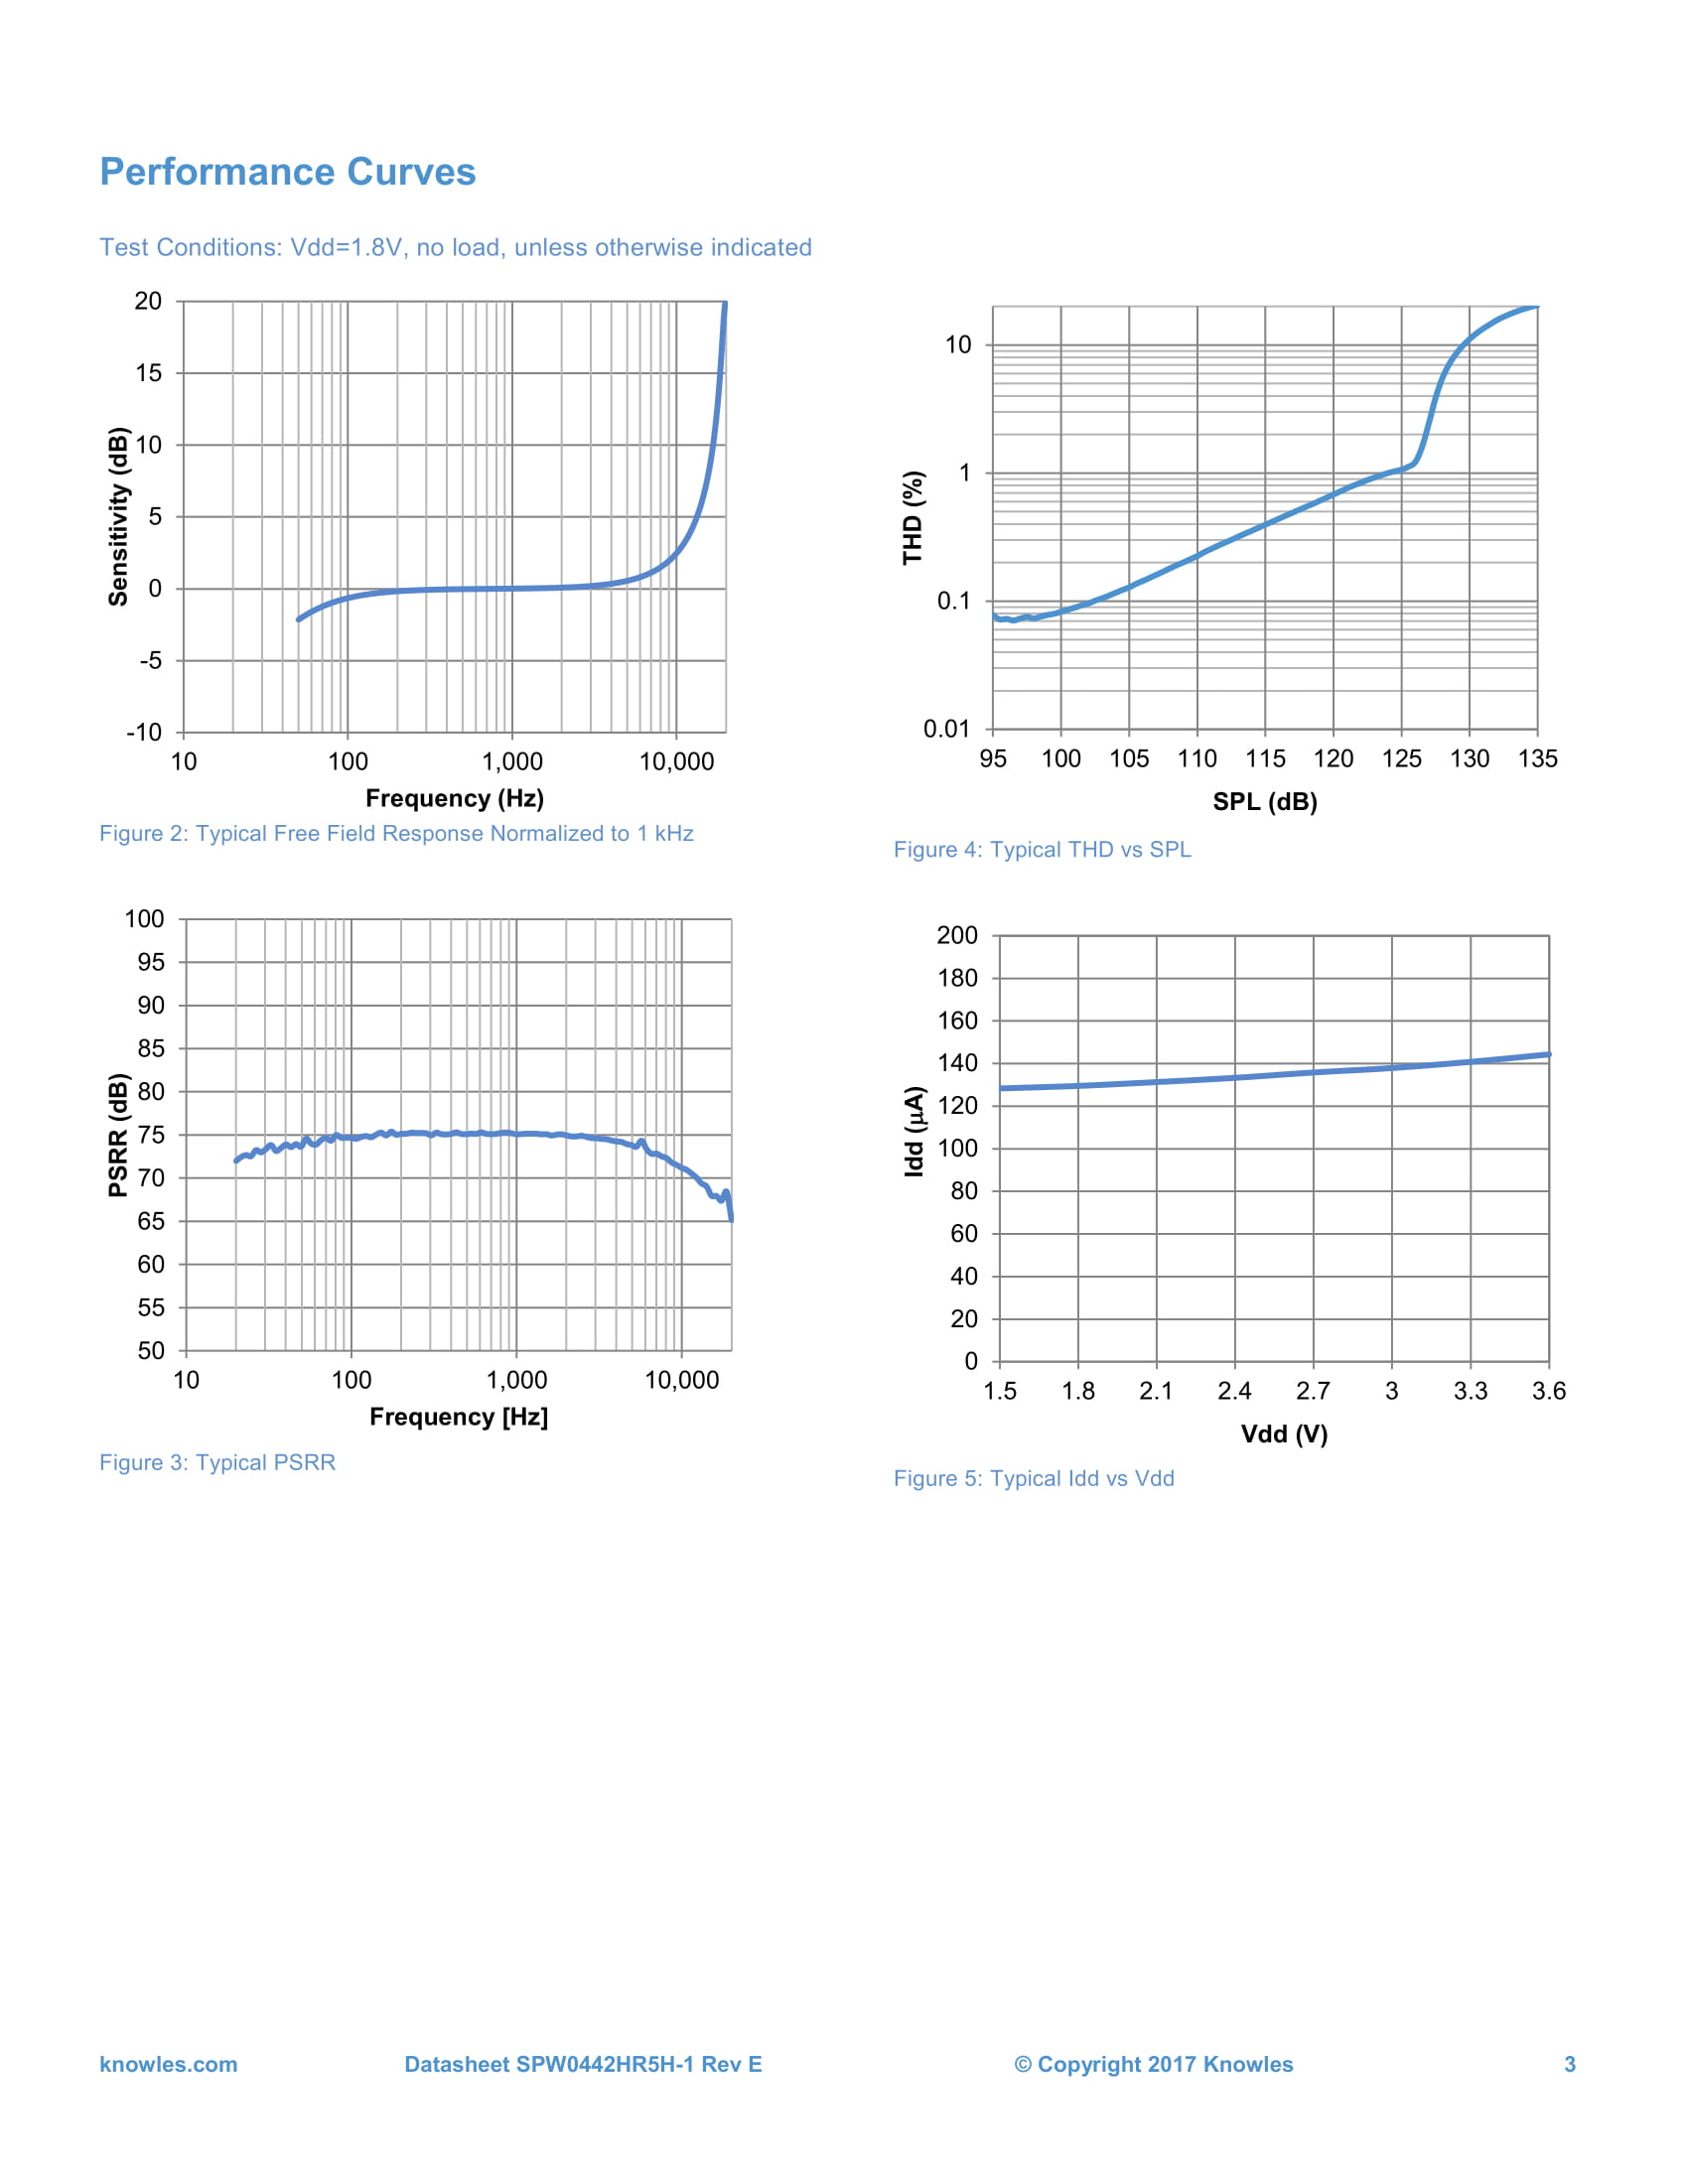 Performance Curves
Test Conditions: Vdd=1.8V, no load, unless otherwise indicated
20
15
10
5
0
-5
-10
Sensitivity (dB)
10 100 1,000 10,000
Frequency (Hz)
Figure 2: Typical Free Field Response Normalized to 1 kHz
100
95
90
85
80
75
70
65
60
55
50
PSRR (dB)
10 100 1,000 10,000
Frequency [Hz]
Figure 3: Typical PSRR
10
1
0.1
0.01
THD (%)
95 100 105 110 115 120 125 130 135
SPL (dB)
Figure 4: Typical THD vs SPL
200
180
160
140
120
100
80
60
40
20
0
Idd (µA)
1.5 1.8 2.1 2.4 2.7 3 3.3 3.6
Vdd (V)
Figure 5: Typical Idd vs Vdd
knowles.com Datasheet SPW0442HR5H-1 Rev E © Copyright 2017 Knowles 3